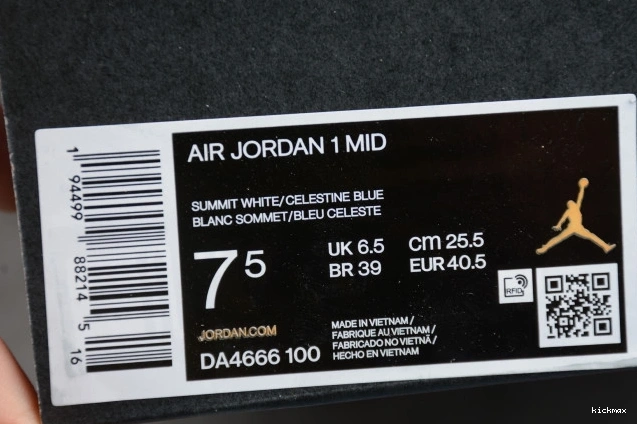 AIR JORDAN 1 MID
SUMMIT WHITE/CELESTINE BLUE
BLANC SOMMET/BLEU CELESTE
7 5
UK 6.5 cm 25.5
BR 39 EUR 40.5
RFID
JORDAN.COM
DA4666 100
MADE IN VIETNAM /
FABRIQUE AU VIETNAM /
FABRICADO NO VIETNÃ /
HECHO EN VIETNAM
1 94499 88214 5
16
kickmax